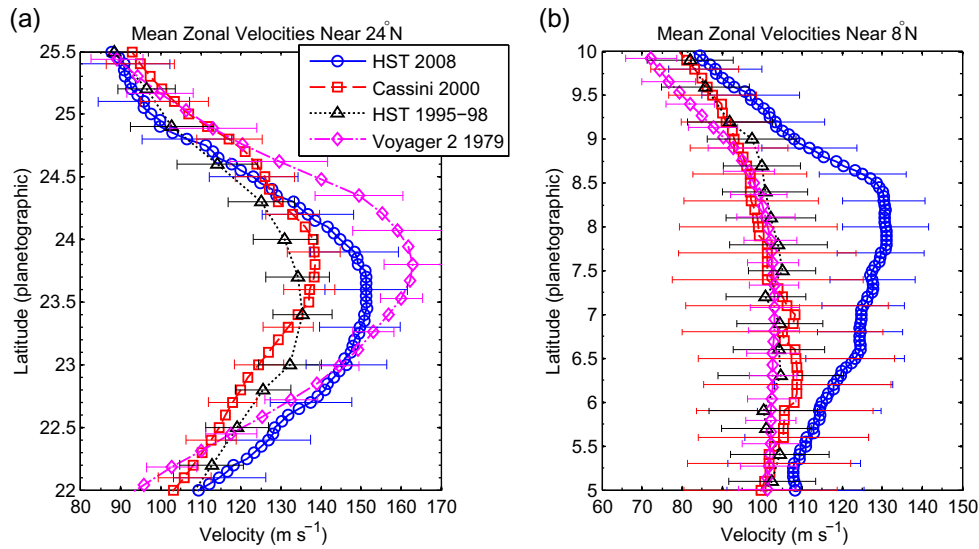 (a)
Mean Zonal Velocities Near 24°N
25.5
25
24.5
24
23.5
23
22.5
22
Latitude (planetographic)
60 80 90 100 110 120 130 140 150 160 170
Velocity (m s⁻¹)
HST 2008
Cassini 2000
HST 1995-98
Voyager 2 1979
(b)
Mean Zonal Velocities Near 8°N
10
9.5
9
8.5
8
7.5
7
6.5
6
5.5
5
Latitude (planetographic)
60 70 80 90 100 110 120 130 140 150
Velocity (m s⁻¹)